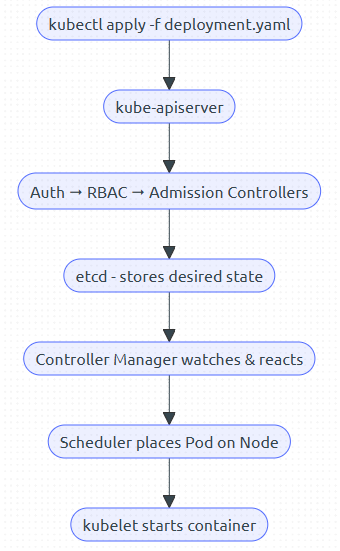 kubectl apply -f deployment.yaml
kube-apiserver
Auth → RBAC → Admission Controllers
etcd - stores desired state
Controller Manager watches & reacts
Scheduler places Pod on Node
kubelet starts container